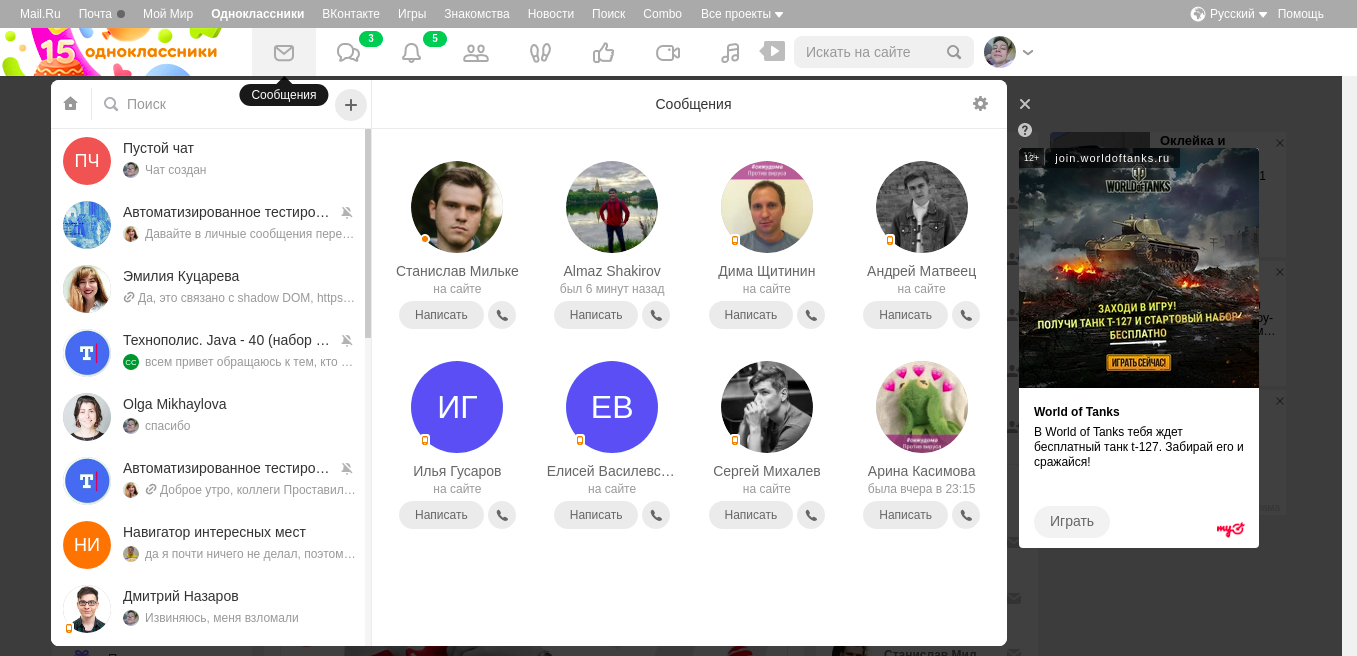 Mail.Ru Почта Мой Мир Одноклассники ВКонтакте Игры Знакомства Новости Поиск Combo Все проекты Русский Помощь
15 одноклассники 3 5 Искать на сайте
Сообщения
Поиск
Сообщения
ПЧ
Пустой чат
Чат создан
Автоматизированное тестиро…
Давайте в личные сообщения пере…
Эмилия Куцарева
Да, это связано с shadow DOM, https…
Технополис. Java - 40 (набор …
СС всем привет обращаюсь к тем, кто …
Olga Mikhaylova
спасибо
Автоматизированное тестиро…
Доброе утро, коллеги Проставил…
НИ
Навигатор интересных мест
да я почти ничего не делал, поэтом…
Дмитрий Назаров
Извиняюсь, меня взломали
Станислав Мильке
на сайте
Написать
Almaz Shakirov
был 6 минут назад
Написать
#сижудома
Против вируса
Дима Щитинин
на сайте
Написать
Андрей Матвеец
на сайте
Написать
ИГ
Илья Гусаров
на сайте
Написать
ЕВ
Елисей Василевс…
на сайте
Написать
Сергей Михалев
на сайте
Написать
#сижудома
Против вируса
Арина Касимова
была вчера в 23:15
Написать
Оклейка и
12+ join.worldoftanks.ru
WORLD OF TANKS
ЗАХОДИ В ИГРУ!
ПОЛУЧИ ТАНК Т-127 И СТАРТОВЫЙ НАБОР
БЕСПЛАТНО
ИГРАТЬ СЕЙЧАС!
World of Tanks
В World of Tanks тебя ждет
бесплатный танк t-127. Забирай его и
сражайся!
Играть
my
Станислав Мил